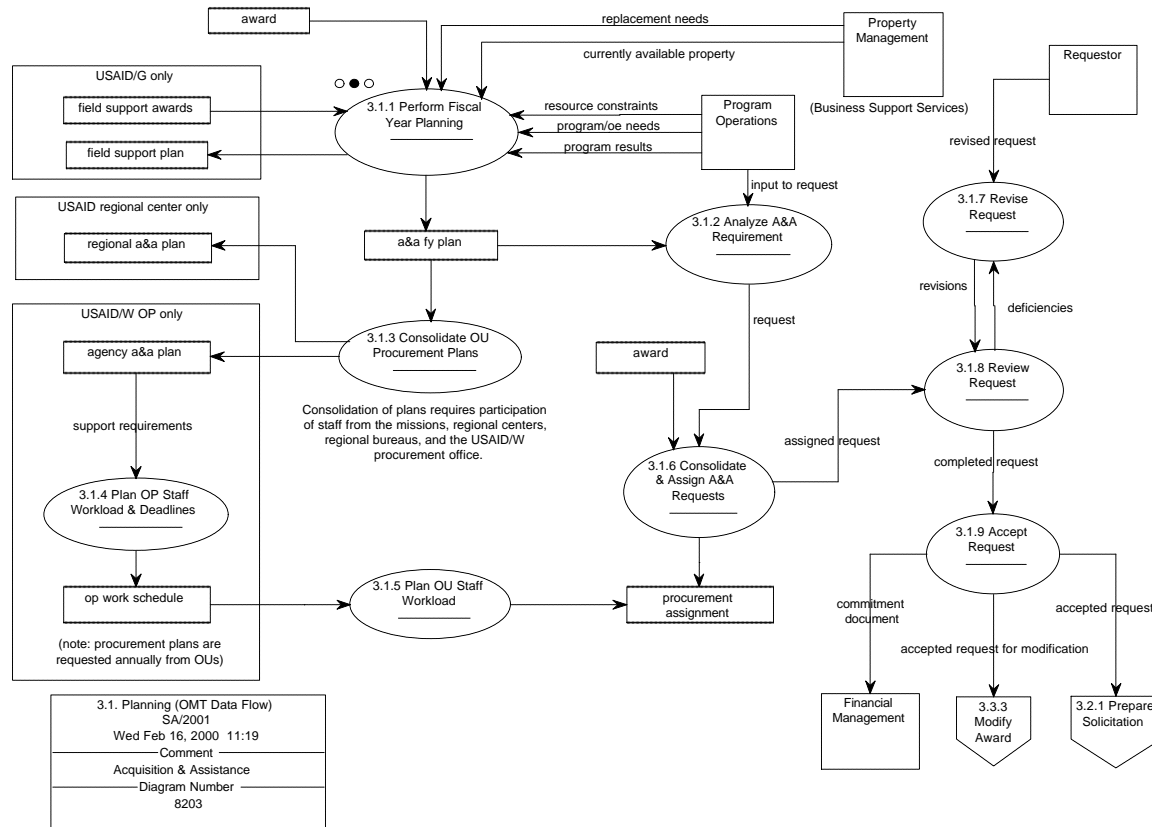 award
replacement needs
Property
Management
currently available property
(Business Support Services)
Requestor
USAID/G only
field support awards
field support plan
3.1.1 Perform Fiscal
Year Planning
resource constraints
program/oe needs
program results
Program
Operations
revised request
input to request
3.1.7 Revise
Request
USAID regional center only
regional a&a plan
a&a fy plan
3.1.2 Analyze A&A
Requirement
revisions
deficiencies
USAID/W OP only
agency a&a plan
3.1.3 Consolidate OU
Procurement Plans
request
award
3.1.8 Review
Request
Consolidation of plans requires participation
of staff from the missions, regional centers,
regional bureaus, and the USAID/W
procurement office.
support requirements
assigned request
3.1.6 Consolidate
& Assign A&A
Requests
completed request
3.1.4 Plan OP Staff
Workload & Deadlines
3.1.9 Accept
Request
op work schedule
3.1.5 Plan OU Staff
Workload
procurement
assignment
commitment
document
accepted request
(note: procurement plans are
requested annually from OUs)
accepted request for modification
Financial
Management
3.3.3
Modify
Award
3.2.1 Prepare
Solicitation
3.1. Planning (OMT Data Flow)
SA/2001
Wed Feb 16, 2000 11:19
Comment
Acquisition & Assistance
Diagram Number
8203